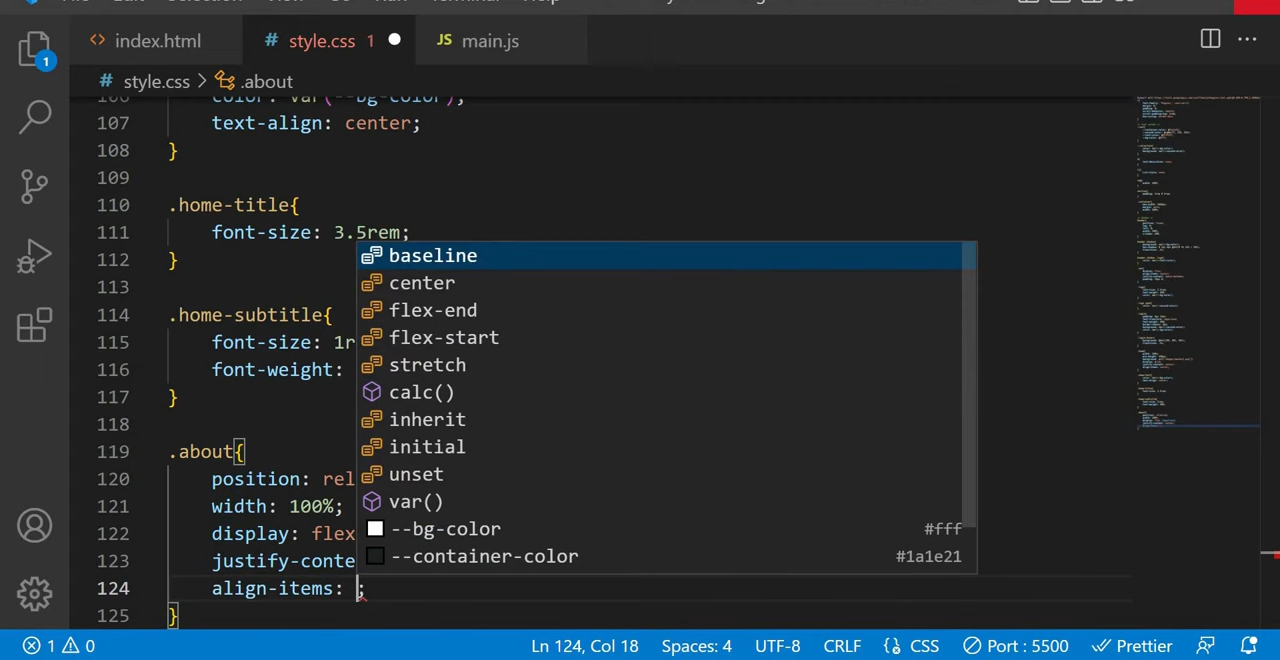 index.html
# style.css 1
JS main.js
1
# style.css > .about
107 text-align: center;
108 }
109
110 .home-title{
111 font-size: 3.5rem;
112 }
113
114 .home-subtitle{
115 font-size: 1r
116 font-weight:
117 }
118
119 .about{
120 position: rel
121 width: 100%;
122 display: flex
123 justify-conte
124 align-items: ;
125 }
baseline
center
flex-end
flex-start
stretch
calc()
inherit
initial
unset
var()
--bg-color #fff
--container-color #1a1e21
1 0
Ln 124, Col 18
Spaces: 4
UTF-8
CRLF
{} CSS
Port : 5500
Prettier